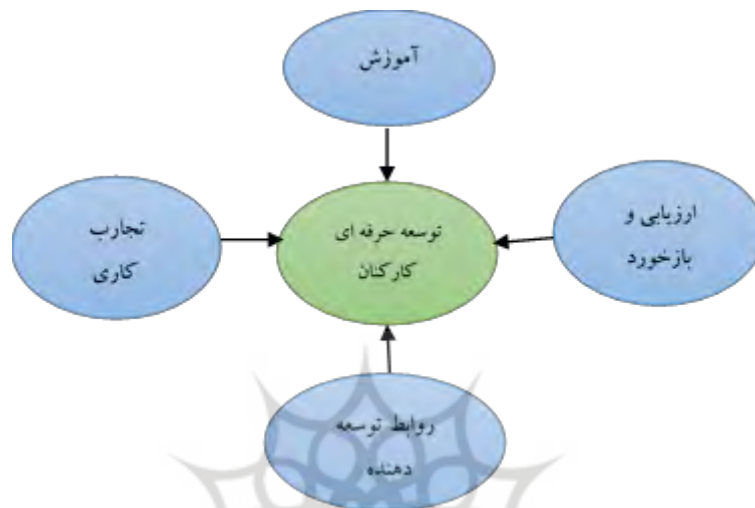 آموزش
توسعه حرفه ای
کارکنان
ارزیابی و
بازخورد
تجارب
کاری
روابط توسعه
دهنده